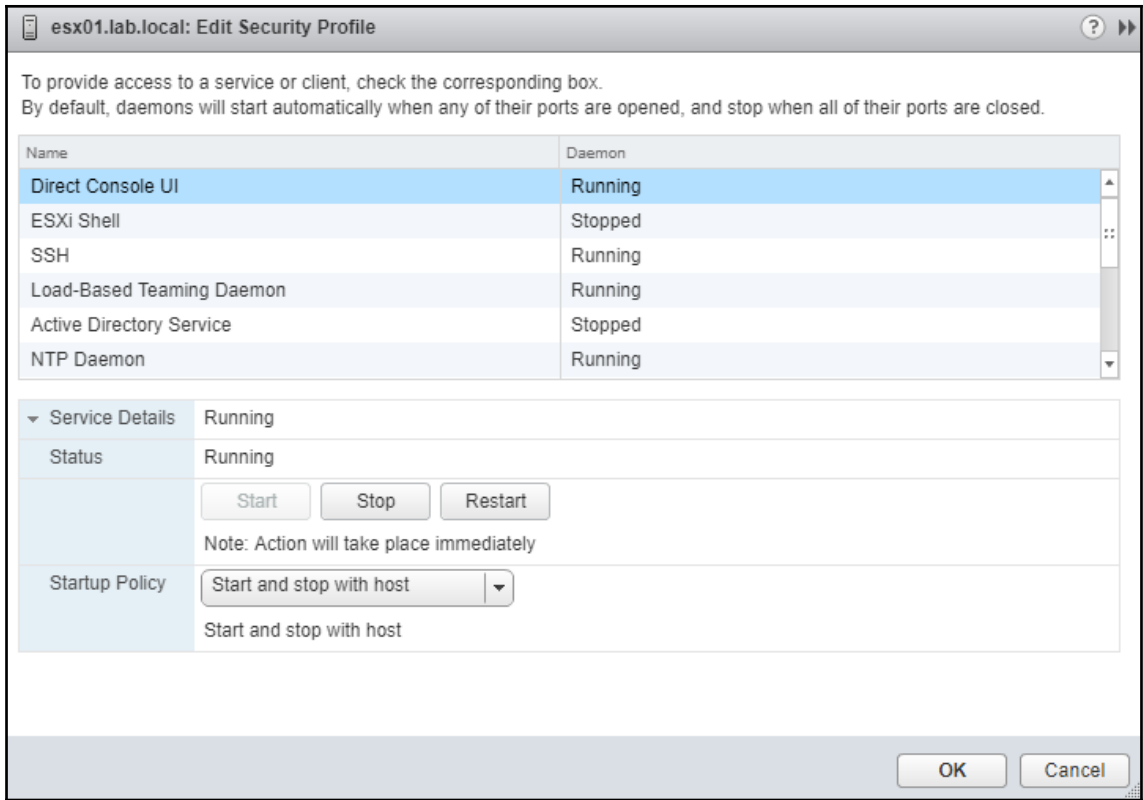 esx01.lab.local: Edit Security Profile
?
To provide access to a service or client, check the corresponding box.
By default, daemons will start automatically when any of their ports are opened, and stop when all of their ports are closed.
Name Daemon
Direct Console UI Running
ESXi Shell Stopped
SSH Running
Load-Based Teaming Daemon Running
Active Directory Service Stopped
NTP Daemon Running
Service Details Running
Status Running
Start Stop Restart
Note: Action will take place immediately
Startup Policy Start and stop with host
Start and stop with host
OK Cancel